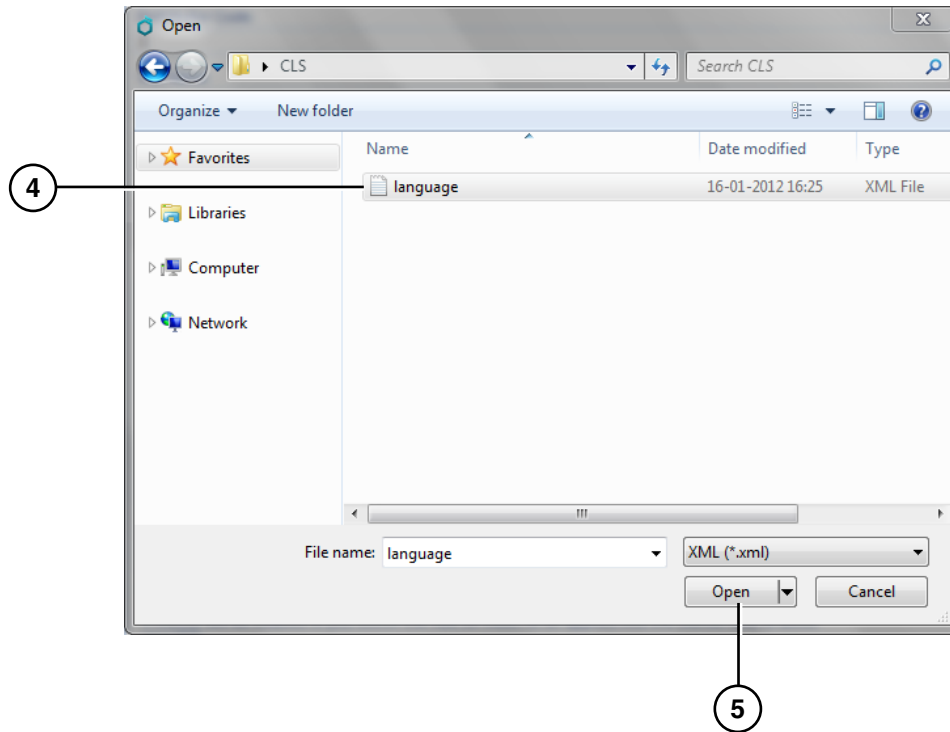 Open
CLS
Search CLS
Organize
New folder
Name
Date modified
Type
Favorites
4
language
16-01-2012 16:25
XML File
Libraries
Computer
Network
File name:
language
XML (*.xml)
Open
Cancel
5